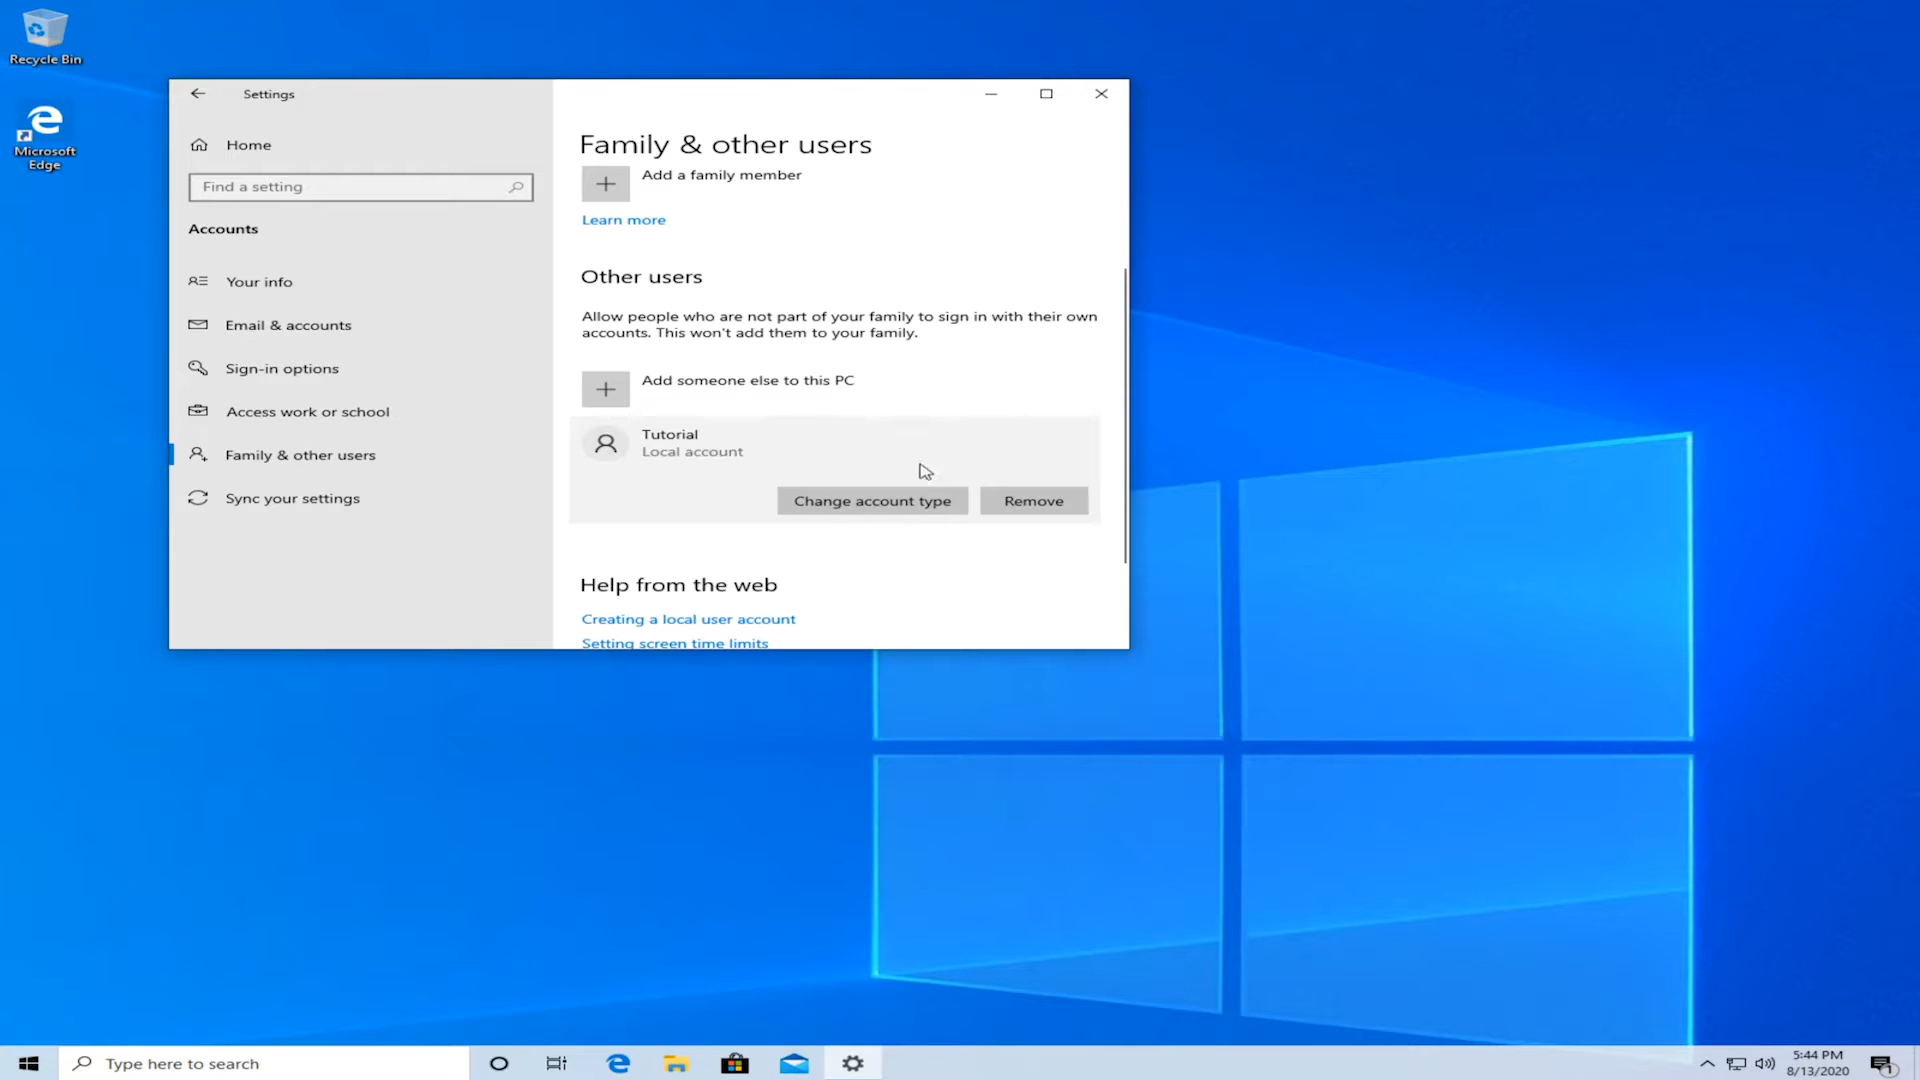 Recycle Bin
Microsoft
Edge
Settings
Home
Find a setting
Accounts
Your info
Email & accounts
Sign-in options
Access work or school
Family & other users
Sync your settings
Family & other users
Add a family member
Learn more
Other users
Allow people who are not part of your family to sign in with their own
accounts. This won't add them to your family.
Add someone else to this PC
Tutorial
Local account
Change account type
Remove
Help from the web
Creating a local user account
Setting screen time limits
Type here to search
5:44 PM
8/13/2020
1